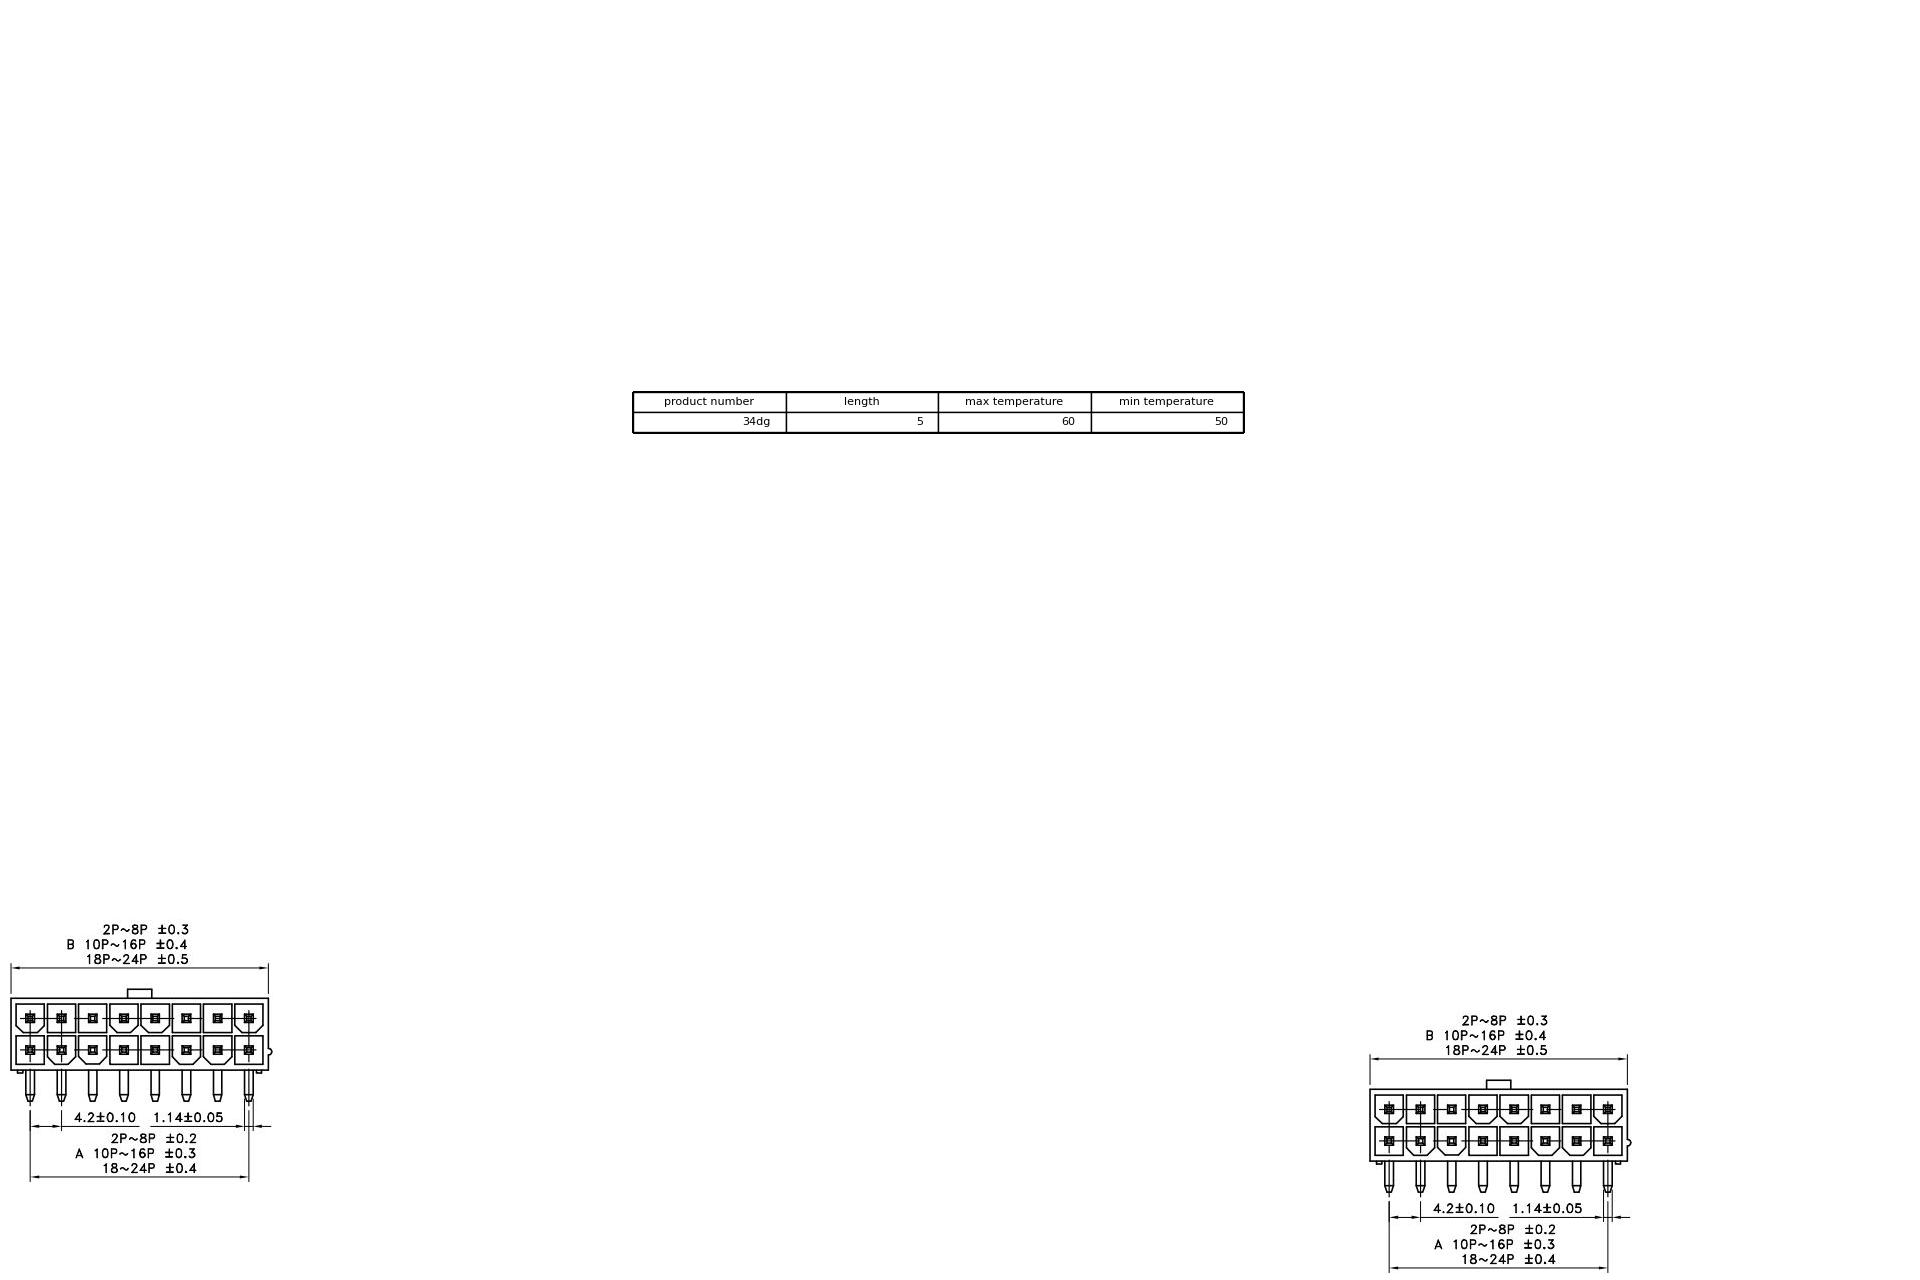 product number length max temperature min temperature
34dg 5 60 50
2P~8P ±0.3
B 10P~16P ±0.4
18P~24P ±0.5
4.2±0.10 1.14±0.05
2P~8P ±0.2
A 10P~16P ±0.3
18~24P ±0.4
2P~8P ±0.3
B 10P~16P ±0.4
18P~24P ±0.5
4.2±0.10 1.14±0.05
2P~8P ±0.2
A 10P~16P ±0.3
18~24P ±0.4